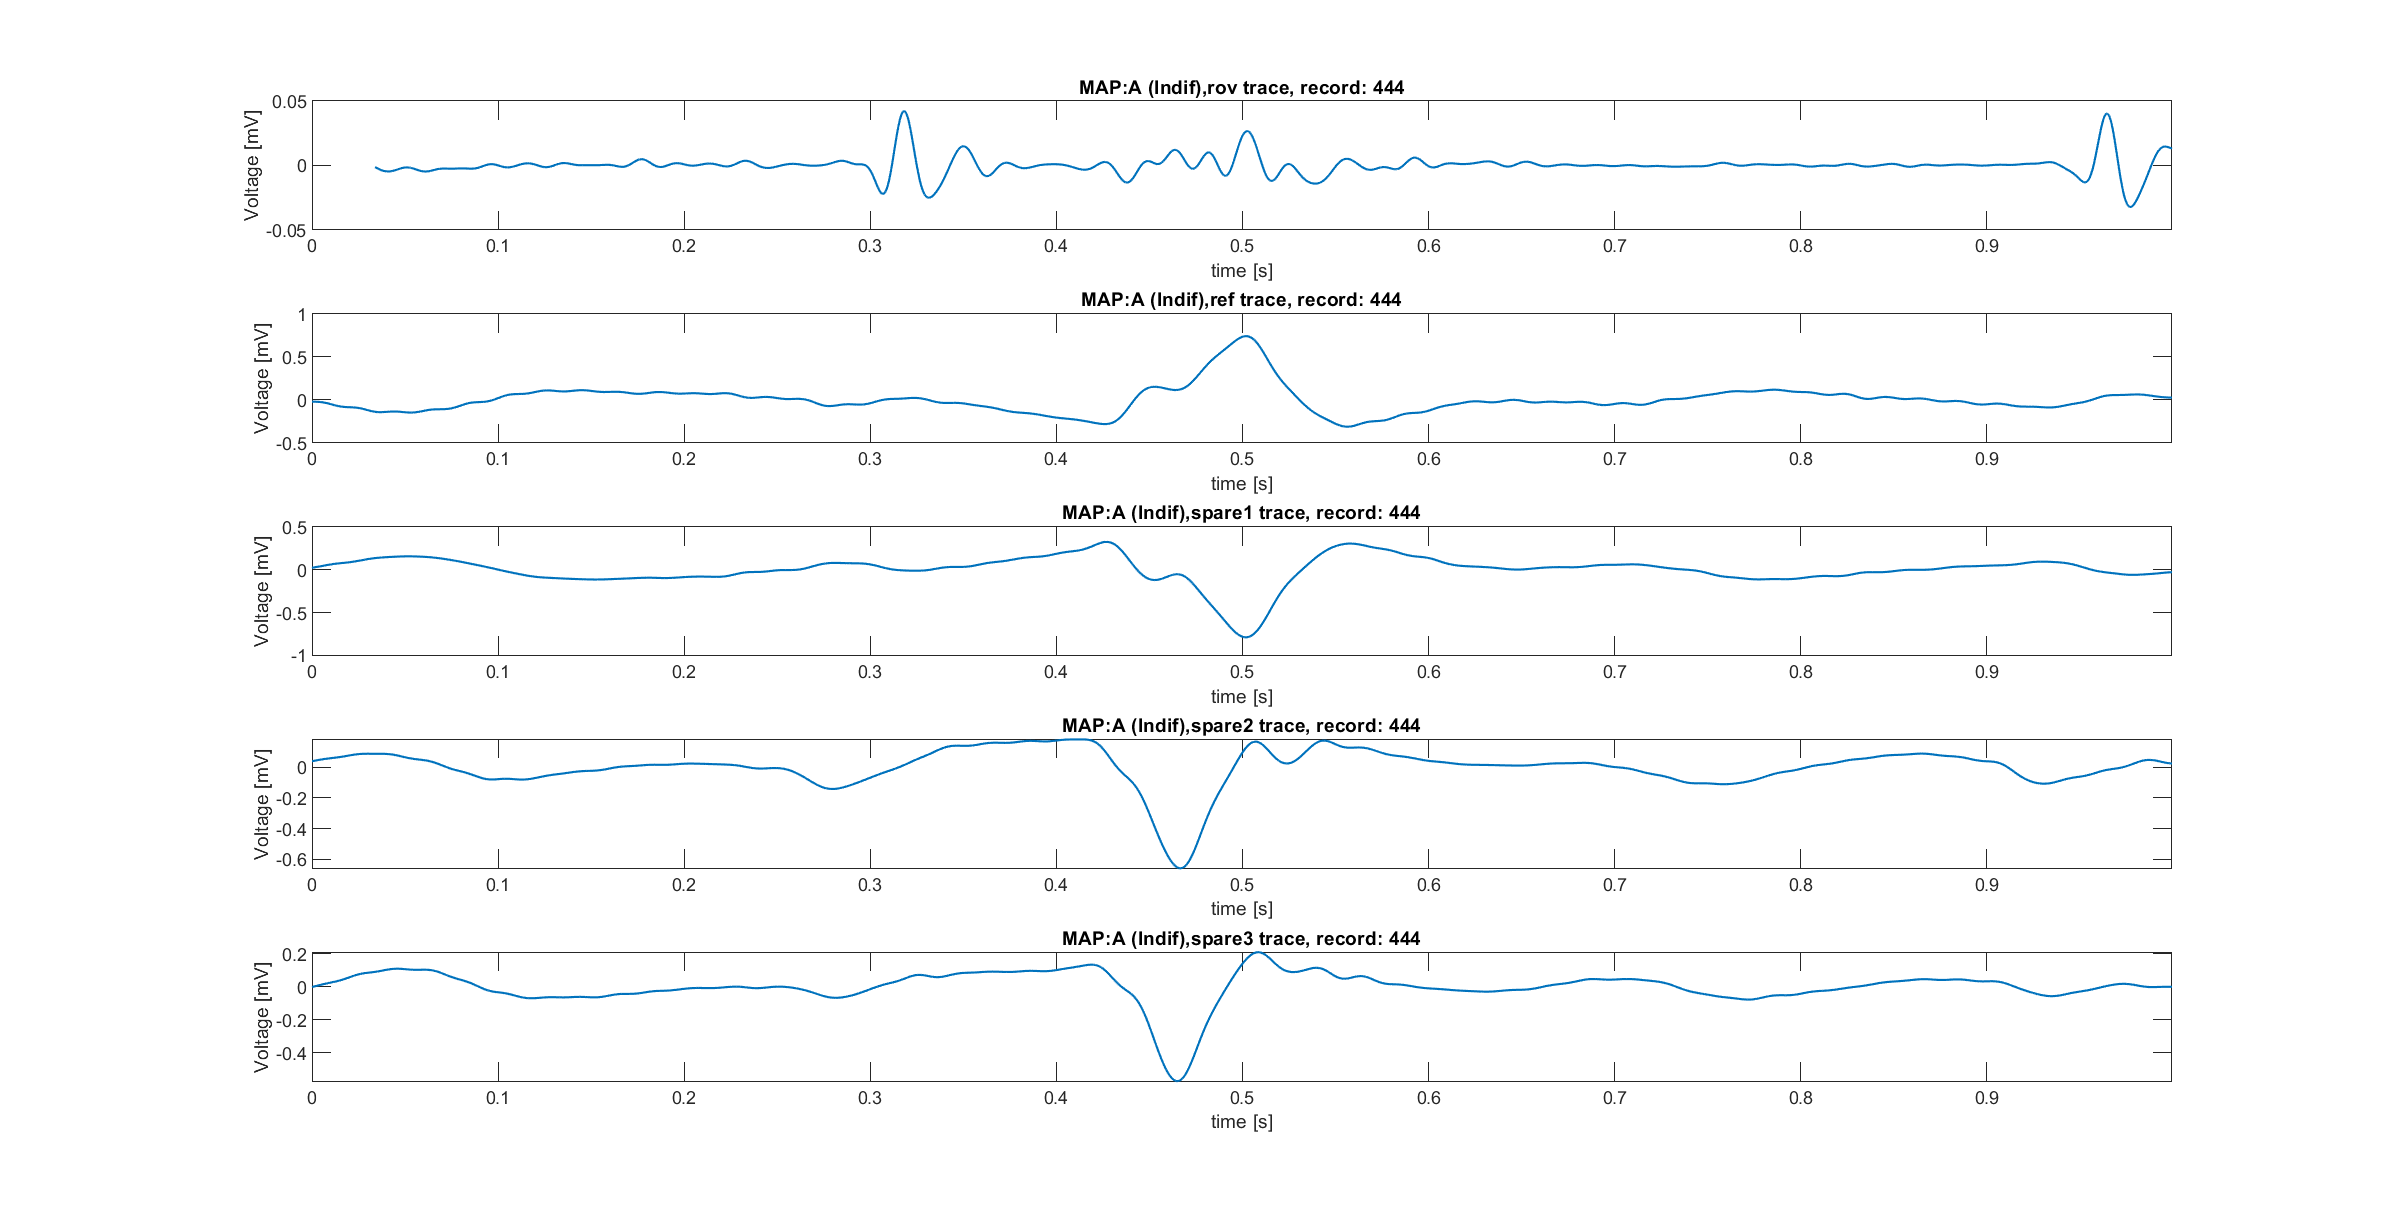 MAP:A (Indif),rov trace, record: 444
Voltage [mV]
0.05
0
-0.05
0 0.1 0.2 0.3 0.4 0.5 0.6 0.7 0.8 0.9
time [s]
MAP:A (Indif),ref trace, record: 444
Voltage [mV]
1
0.5
0
-0.5
0 0.1 0.2 0.3 0.4 0.5 0.6 0.7 0.8 0.9
time [s]
MAP:A (Indif),spare1 trace, record: 444
Voltage [mV]
0.5
0
-0.5
-1
0 0.1 0.2 0.3 0.4 0.5 0.6 0.7 0.8 0.9
time [s]
MAP:A (Indif),spare2 trace, record: 444
Voltage [mV]
0
-0.2
-0.4
-0.6
0 0.1 0.2 0.3 0.4 0.5 0.6 0.7 0.8 0.9
time [s]
MAP:A (Indif),spare3 trace, record: 444
Voltage [mV]
0.2
0
-0.2
-0.4
0 0.1 0.2 0.3 0.4 0.5 0.6 0.7 0.8 0.9
time [s]